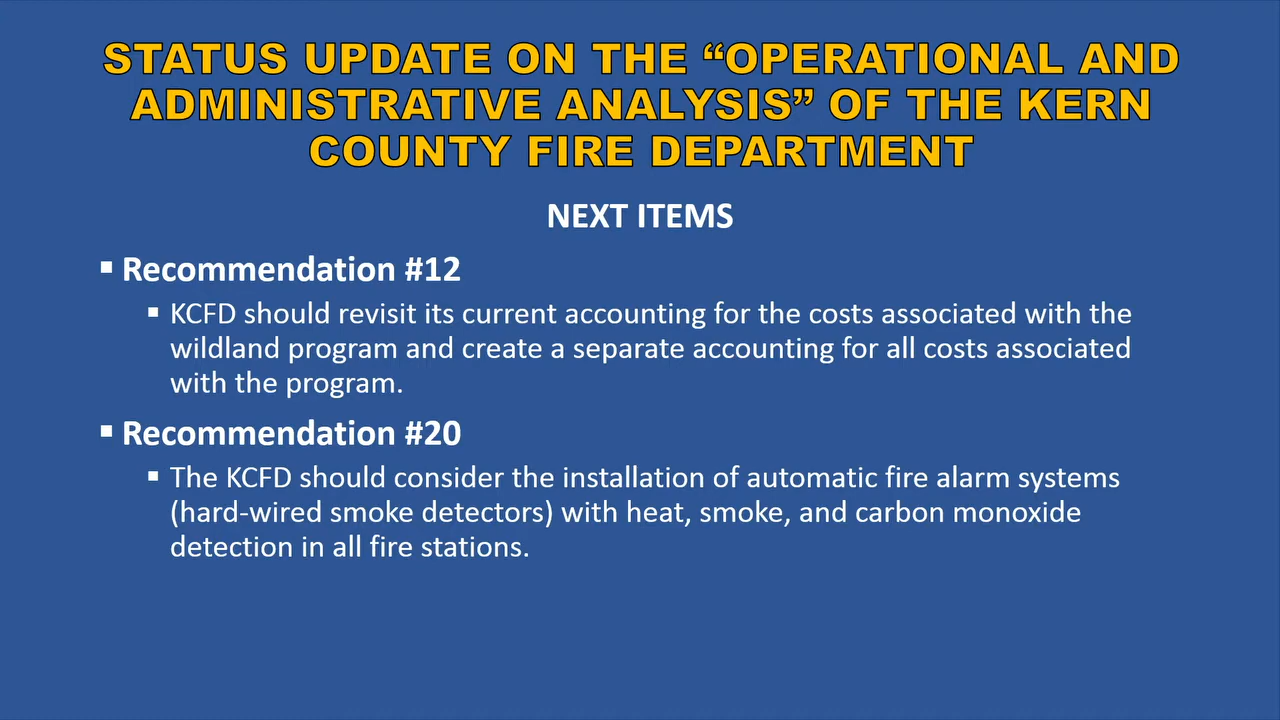 STATUS UPDATE ON THE “OPERATIONAL AND
ADMINISTRATIVE ANALYSIS” OF THE KERN
COUNTY FIRE DEPARTMENT
NEXT ITEMS
▪ Recommendation #12
▪ KCFD should revisit its current accounting for the costs associated with the
wildland program and create a separate accounting for all costs associated
with the program.
▪ Recommendation #20
▪ The KCFD should consider the installation of automatic fire alarm systems
(hard-wired smoke detectors) with heat, smoke, and carbon monoxide
detection in all fire stations.